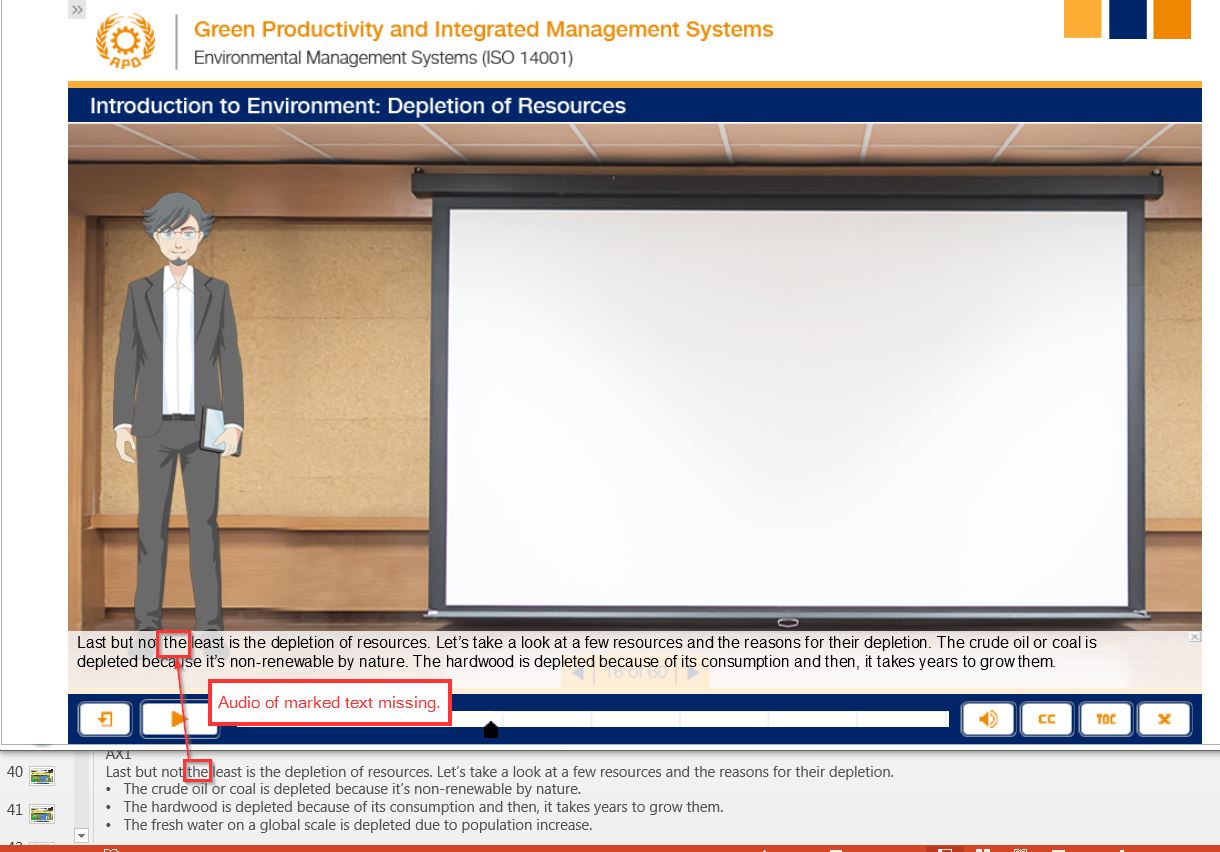 »
APO
Green Productivity and Integrated Management Systems
Environmental Management Systems (ISO 14001)
Introduction to Environment: Depletion of Resources
Last but not the least is the depletion of resources. Let's take a look at a few resources and the reasons for their depletion. The crude oil or coal is
depleted because it's non-renewable by nature. The hardwood is depleted because of its consumption and then, it takes years to grow them.
16 of 60
Audio of marked text missing.
CC
TOC
AX1
40
Last but not the least is the depletion of resources. Let's take a look at a few resources and the reasons for their depletion.
• The crude oil or coal is depleted because it's non-renewable by nature.
41
• The hardwood is depleted because of its consumption and then, it takes years to grow them.
• The fresh water on a global scale is depleted due to population increase.